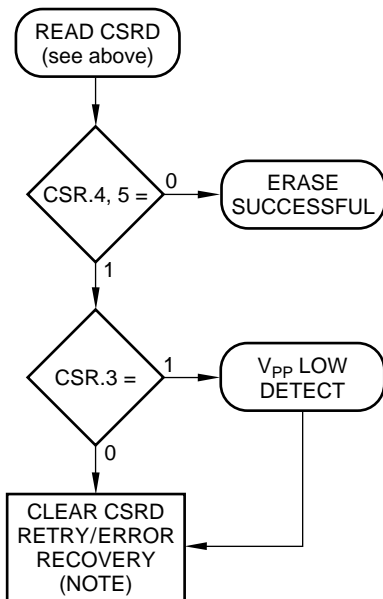 READ CSRD
(see above)
CSR.4, 5 =
0
ERASE
SUCCESSFUL
1
CSR.3 =
1
VPP LOW
DETECT
0
CLEAR CSRD
RETRY/ERROR
RECOVERY
(NOTE)